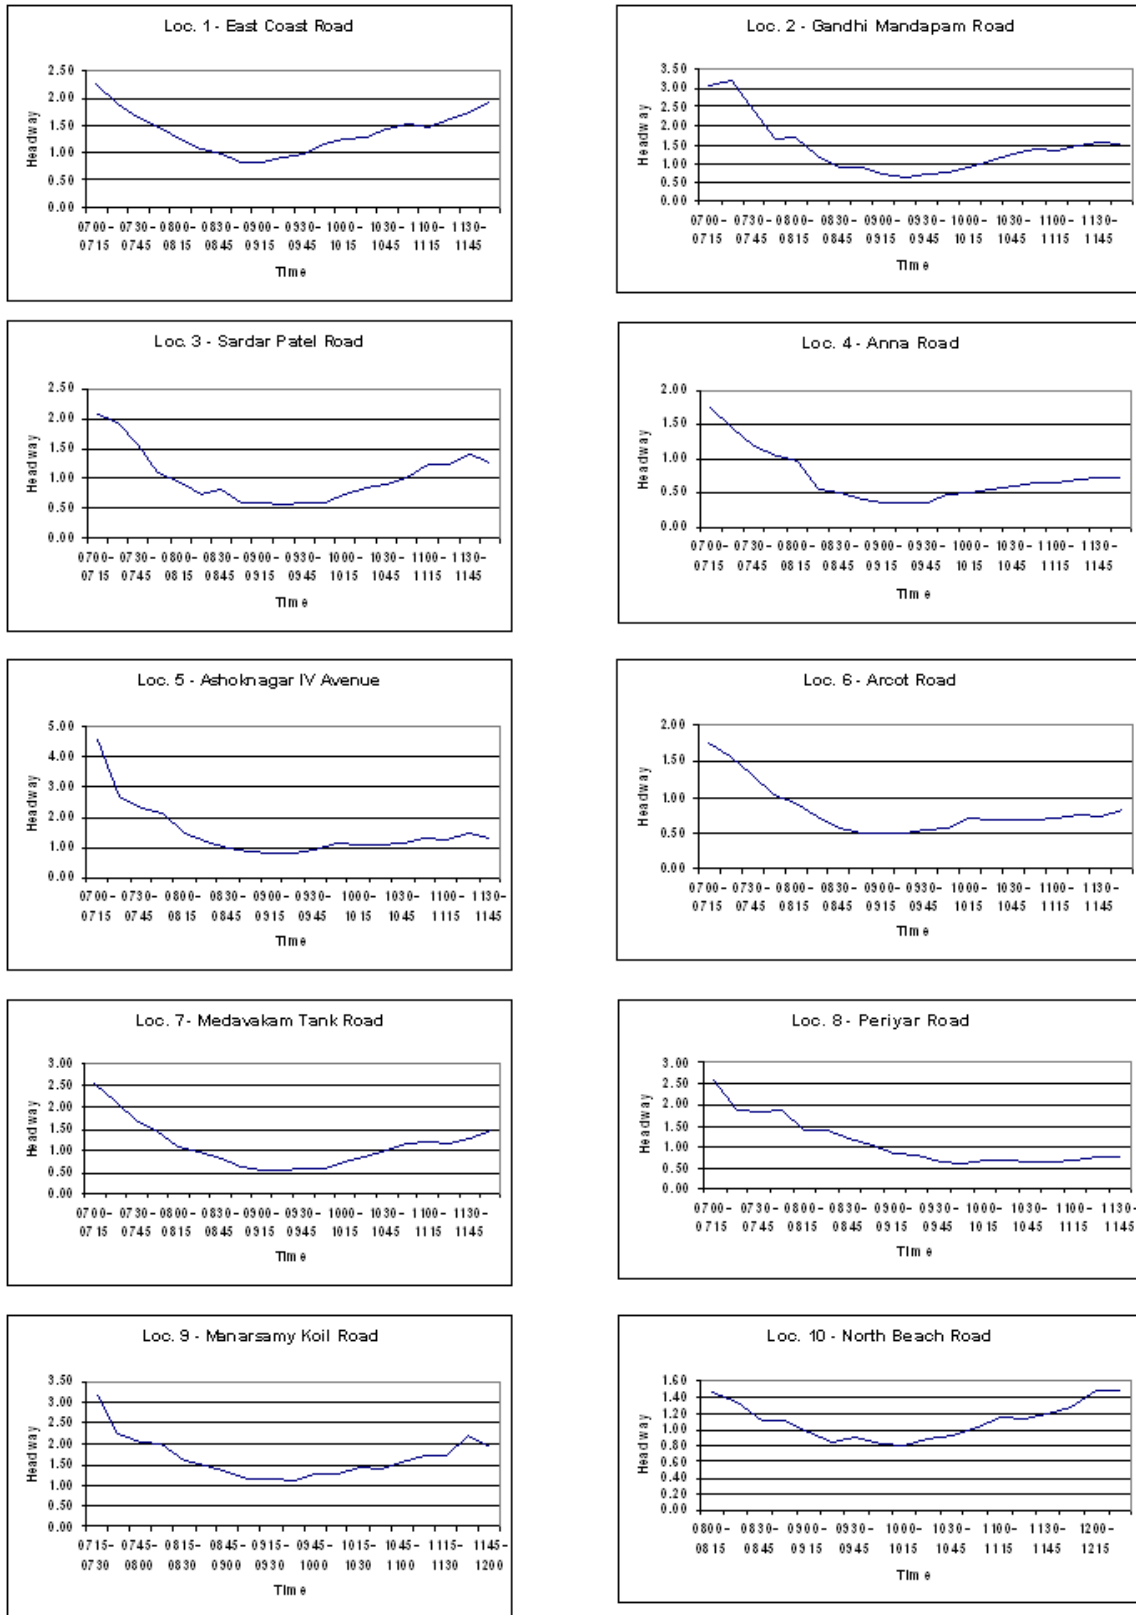 Loc. 1 - East Coast Road
2.50
2.00
1.50
1.00
0.50
0.00
Headway
0700- 0730- 0800- 0830- 0900- 0930- 1000- 1030- 1100- 1130-
0715 0745 0815 0845 0915 0945 1015 1045 1115 1145
Time
Loc. 2 - Gandhi Mandapam Road
3.50
3.00
2.50
2.00
1.50
1.00
0.50
0.00
Headway
0700- 0730- 0800- 0830- 0900- 0930- 1000- 1030- 1100- 1130-
0715 0745 0815 0845 0915 0945 1015 1045 1115 1145
Time
Loc. 3 - Sardar Patel Road
2.50
2.00
1.50
1.00
0.50
0.00
Headway
0700- 0730- 0800- 0830- 0900- 0930- 1000- 1030- 1100- 1130-
0715 0745 0815 0845 0915 0945 1015 1045 1115 1145
Time
Loc. 4 - Anna Road
2.00
1.50
1.00
0.50
0.00
Headway
0700- 0730- 0800- 0830- 0900- 0930- 1000- 1030- 1100- 1130-
0715 0745 0815 0845 0915 0945 1015 1045 1115 1145
Time
Loc. 5 - Ashoknagar IV Avenue
5.00
4.00
3.00
2.00
1.00
0.00
Headway
0700- 0730- 0800- 0830- 0900- 0930- 1000- 1030- 1100- 1130-
0715 0745 0815 0845 0915 0945 1015 1045 1115 1145
Time
Loc. 6 - Arcot Road
2.00
1.50
1.00
0.50
0.00
Headway
0700- 0730- 0800- 0830- 0900- 0930- 1000- 1030- 1100- 1130-
0715 0745 0815 0845 0915 0945 1015 1045 1115 1145
Time
Loc. 7- Medavakam Tank Road
3.00
2.50
2.00
1.50
1.00
0.50
0.00
Headway
0700- 0730- 0800- 0830- 0900- 0930- 1000- 1030- 1100- 1130-
0715 0745 0815 0845 0915 0945 1015 1045 1115 1145
Time
Loc. 8 - Periyar Road
3.00
2.50
2.00
1.50
1.00
0.50
0.00
Headway
0700- 0730- 0800- 0830- 0900- 0930- 1000- 1030- 1100- 1130-
0715 0745 0815 0845 0915 0945 1015 1045 1115 1145
Time
Loc. 9 - Manarsamy Koil Road
3.50
3.00
2.50
2.00
1.50
1.00
0.50
0.00
Headway
0715- 0745- 0815- 0845- 0915- 0945- 1015- 1045- 1115- 1145-
0730 0800 0830 0900 0930 1000 1030 1100 1130 1200
Time
Loc. 10 - North Beach Road
1.60
1.40
1.20
1.00
0.80
0.60
0.40
0.20
0.00
Headway
0800- 0830- 0900- 0930- 1000- 1030- 1100- 1130- 1200-
0815 0845 0915 0945 1015 1045 1115 1145 1215
Time